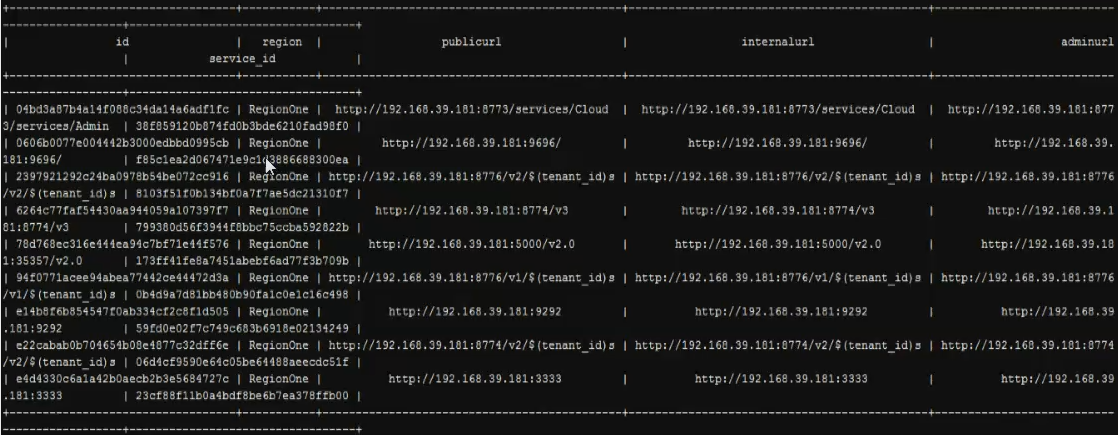 +----------------------------------+-----------+------------------------------------------+------------------------------------------+-------------------------
-----------------+----------------------------------+
| id | region | publicurl | internalurl | adminurl
| service_id |
+----------------------------------+-----------+------------------------------------------+------------------------------------------+-------------------------
-----------------+----------------------------------+
| 04bd3a87b4a14f088c34da14a6adf1fc | RegionOne | http://192.168.39.181:8773/services/Cloud | http://192.168.39.181:8773/services/Cloud | http://192.168.39.181:877
3/services/Admin | 38f859120b874fd0b3bde6210fad98f0 |
| 0606b0077e004442b3000edbbd0995cb | RegionOne | http://192.168.39.181:9696/ | http://192.168.39.181:9696/ | http://192.168.39.
181:9696/ | f85c1ea2d067471e9c1d3886688300ea |
| 2397921292c24ba0978b54be072cc916 | RegionOne | http://192.168.39.181:8776/v2/$(tenant_id)s | http://192.168.39.181:8776/v2/$(tenant_id)s | http://192.168.39.181:8776
/v2/$(tenant_id)s | 8103f51f0b134bf0a7f7ae5dc21310f7 |
| 6264c77faf54430aa944059a107397f7 | RegionOne | http://192.168.39.181:8774/v3 | http://192.168.39.181:8774/v3 | http://192.168.39.1
81:8774/v3 | 799380d56f3944f8bbc75ccba592822b |
| 78d768ec316e444ea94c7bf71e44f576 | RegionOne | http://192.168.39.181:5000/v2.0 | http://192.168.39.181:5000/v2.0 | http://192.168.39.18
1:35357/v2.0 | 173ff41fe8a7451abebf6ad77f3b709b |
| 94f0771acee94abea77442ce44472d3a | RegionOne | http://192.168.39.181:8776/v1/$(tenant_id)s | http://192.168.39.181:8776/v1/$(tenant_id)s | http://192.168.39.181:8776
/v1/$(tenant_id)s | 0b4d9a7d81bb480b90fa1c0e1c16c498 |
| e14b8f6b854547f0ab334cf2c8f1d505 | RegionOne | http://192.168.39.181:9292 | http://192.168.39.181:9292 | http://192.168.39
.181:9292 | 59fd0e02f7c749c683b6918e02134249 |
| e22cabab0b704654b08e4877c32dff6e | RegionOne | http://192.168.39.181:8774/v2/$(tenant_id)s | http://192.168.39.181:8774/v2/$(tenant_id)s | http://192.168.39.181:8774
/v2/$(tenant_id)s | 06d4cf9590e64c05be64488aeecdc51f |
| e4d4330c6a1a42b0aecb2b3e5684727c | RegionOne | http://192.168.39.181:3333 | http://192.168.39.181:3333 | http://192.168.39
.181:3333 | 23cf88f11b0a4bdf8be6b7ea378ffb00 |
+----------------------------------+-----------+------------------------------------------+------------------------------------------+-------------------------
-----------------+----------------------------------+